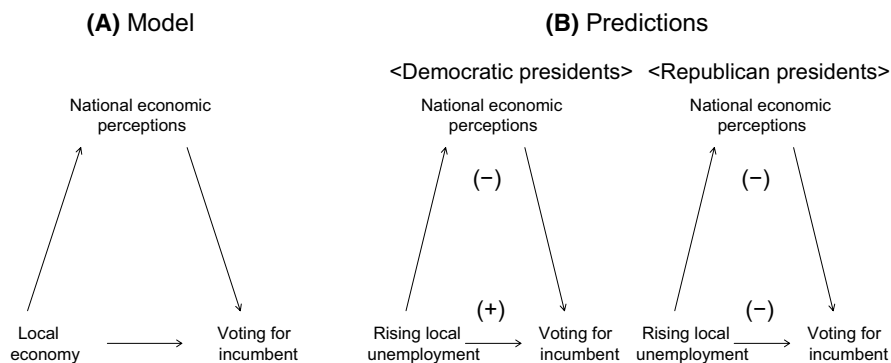 (A) Model
National economic
perceptions
Local
economy
Voting for
incumbent
(B) Predictions
<Democratic presidents>
National economic
perceptions
(−)
(+)
Rising local
unemployment
Voting for
incumbent
<Republican presidents>
National economic
perceptions
(−)
(−)
Rising local
unemployment
Voting for
incumbent